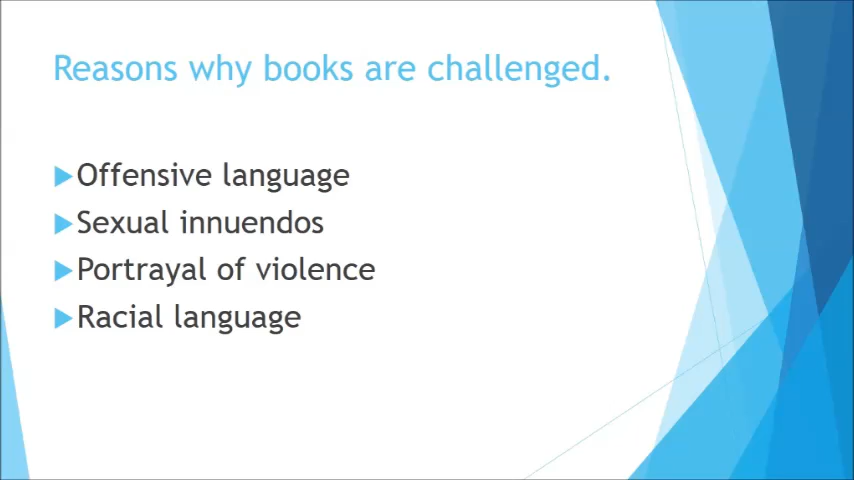 Reasons why books are challenged.
Offensive language
Sexual innuendos
Portrayal of violence
Racial language